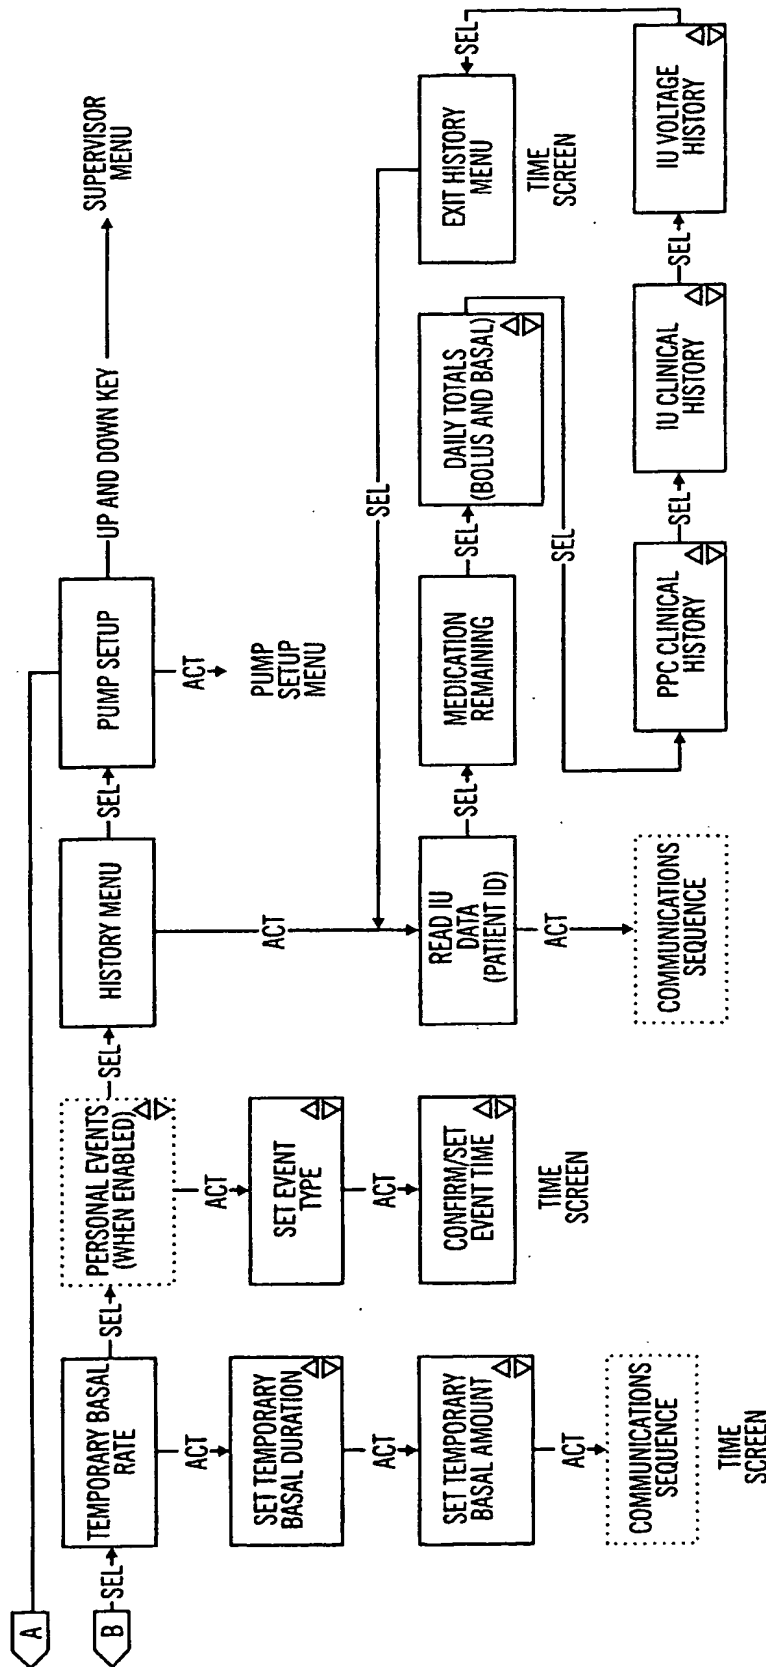 A
B
SEL
TEMPORARY BASAL
RATE
SEL
PERSONAL EVENTS
(WHEN ENABLED)
SEL
HISTORY MENU
SEL
PUMP SETUP
UP AND DOWN KEY
SUPERVISOR
MENU
ACT
SET TEMPORARY
BASAL DURATION
ACT
SET TEMPORARY
BASAL AMOUNT
ACT
COMMUNICATIONS
SEQUENCE
TIME
SCREEN
ACT
SET EVENT
TYPE
ACT
CONFIRM/SET
EVENT TIME
TIME
SCREEN
ACT
ACT
PUMP
SETUP
MENU
SEL
READ IU
DATA
(PATIENT ID)
SEL
MEDICATION
REMAINING
SEL
DAILY TOTALS
(BOLUS AND BASAL)
EXIT HISTORY
MENU
TIME
SCREEN
SEL
ACT
COMMUNICATIONS
SEQUENCE
SEL
PPC CLINICAL
HISTORY
SEL
IU CLINICAL
HISTORY
SEL
IU VOLTAGE
HISTORY